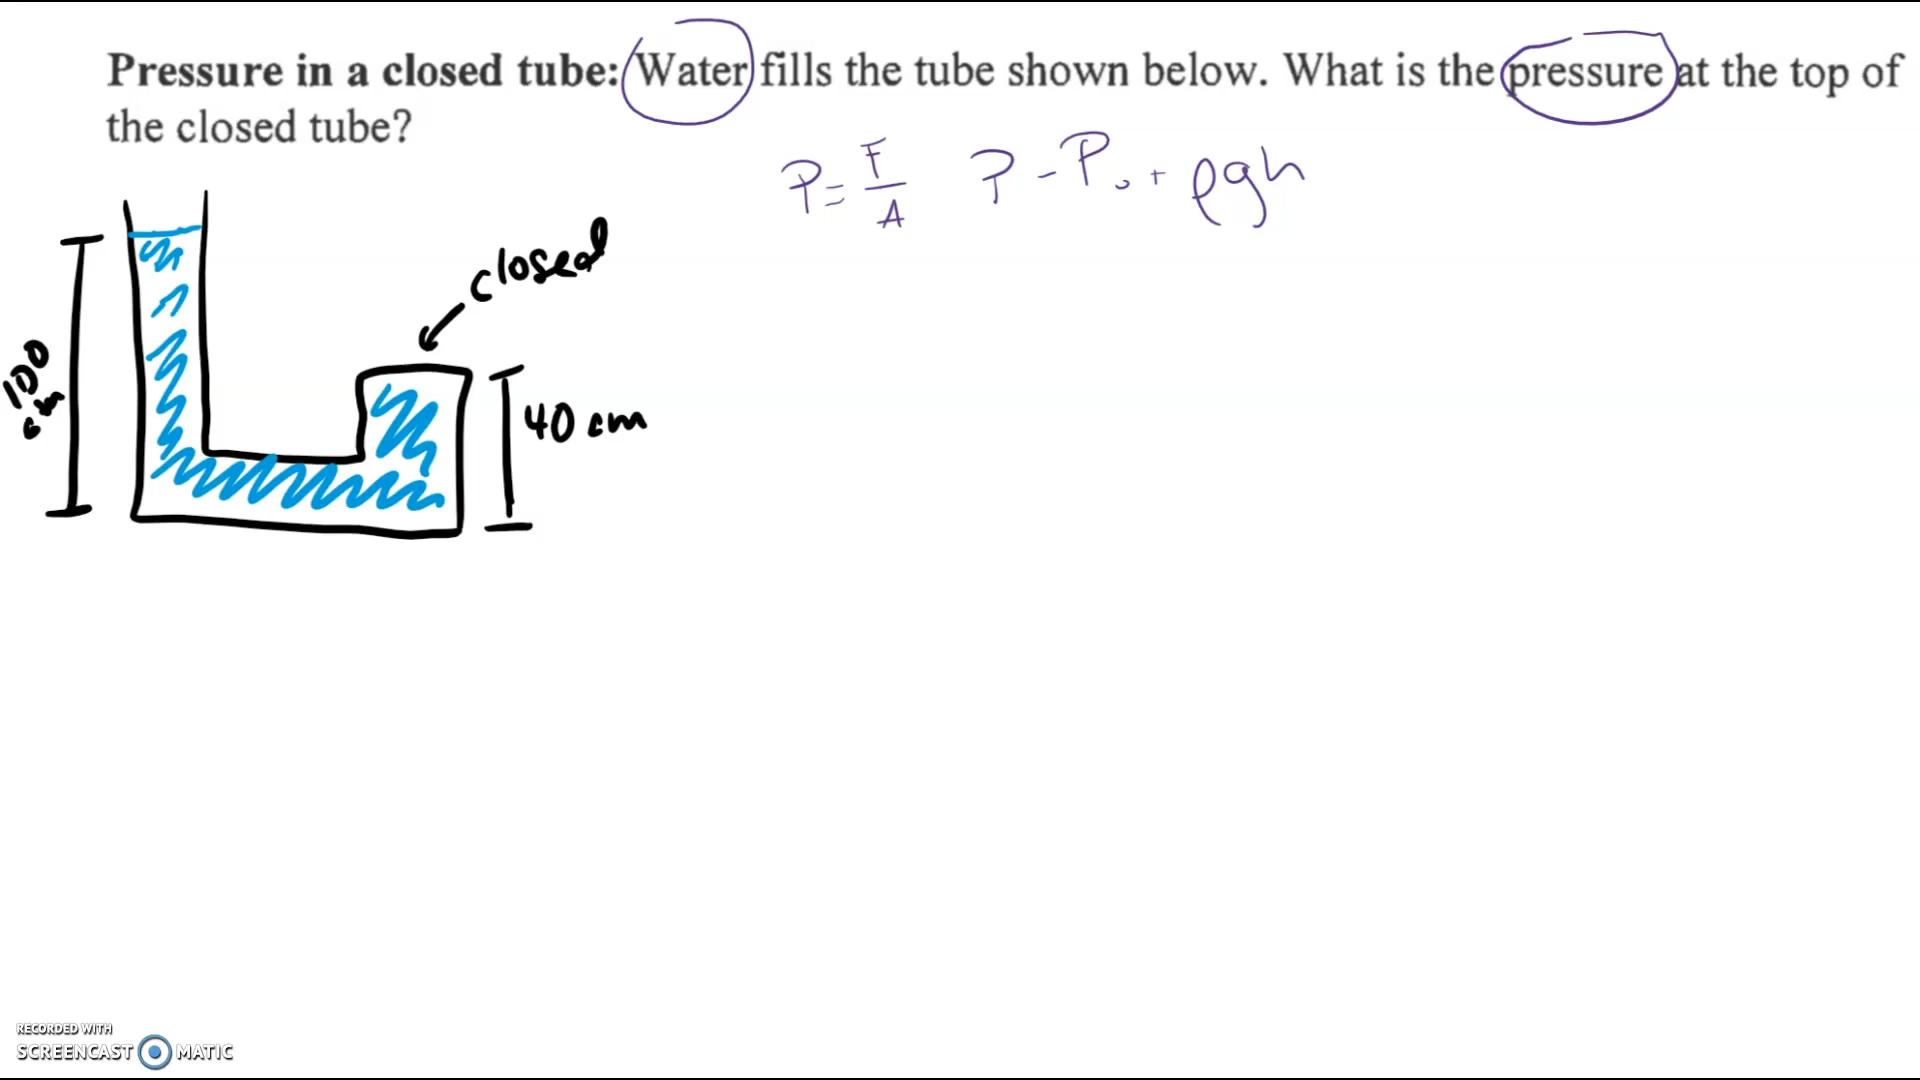 Pressure in a closed tube: Water fills the tube shown below. What is the pressure at the top of
the closed tube?
P = F/A P - P₀ + ρgh
closed
100 cm
40 cm
RECORDED WITH
SCREENCAST MATIC